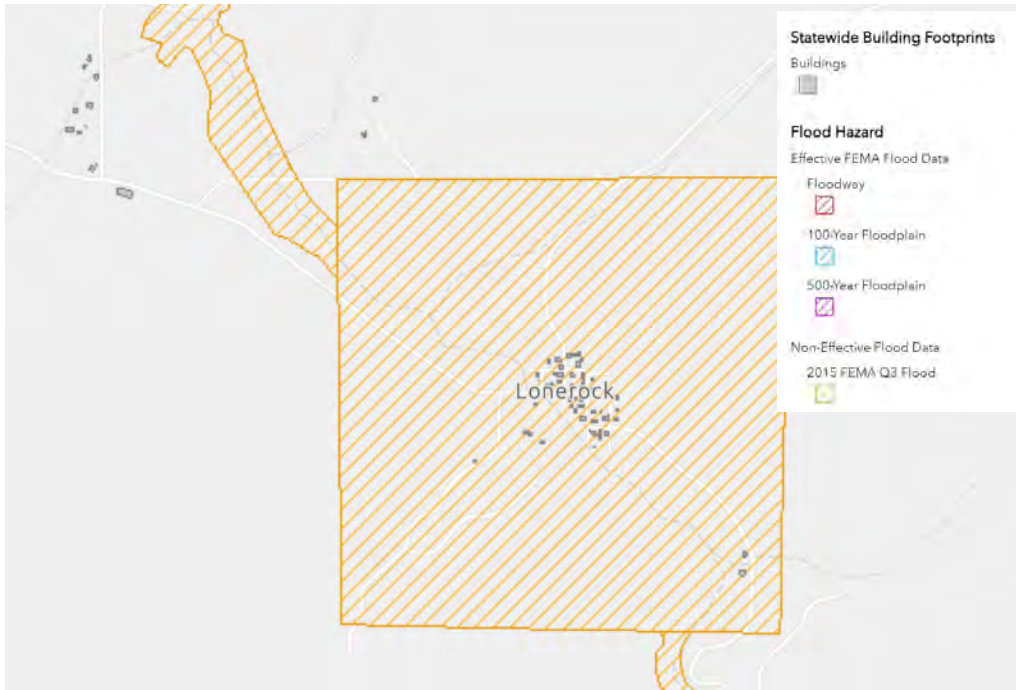 Statewide Building Footprints
Buildings
Flood Hazard
Effective FEMA Flood Data
Floodway
100-Year Floodplain
500-Year Floodplain
Non-Effective Flood Data
2015 FEMA Q3 Flood
Lonerock